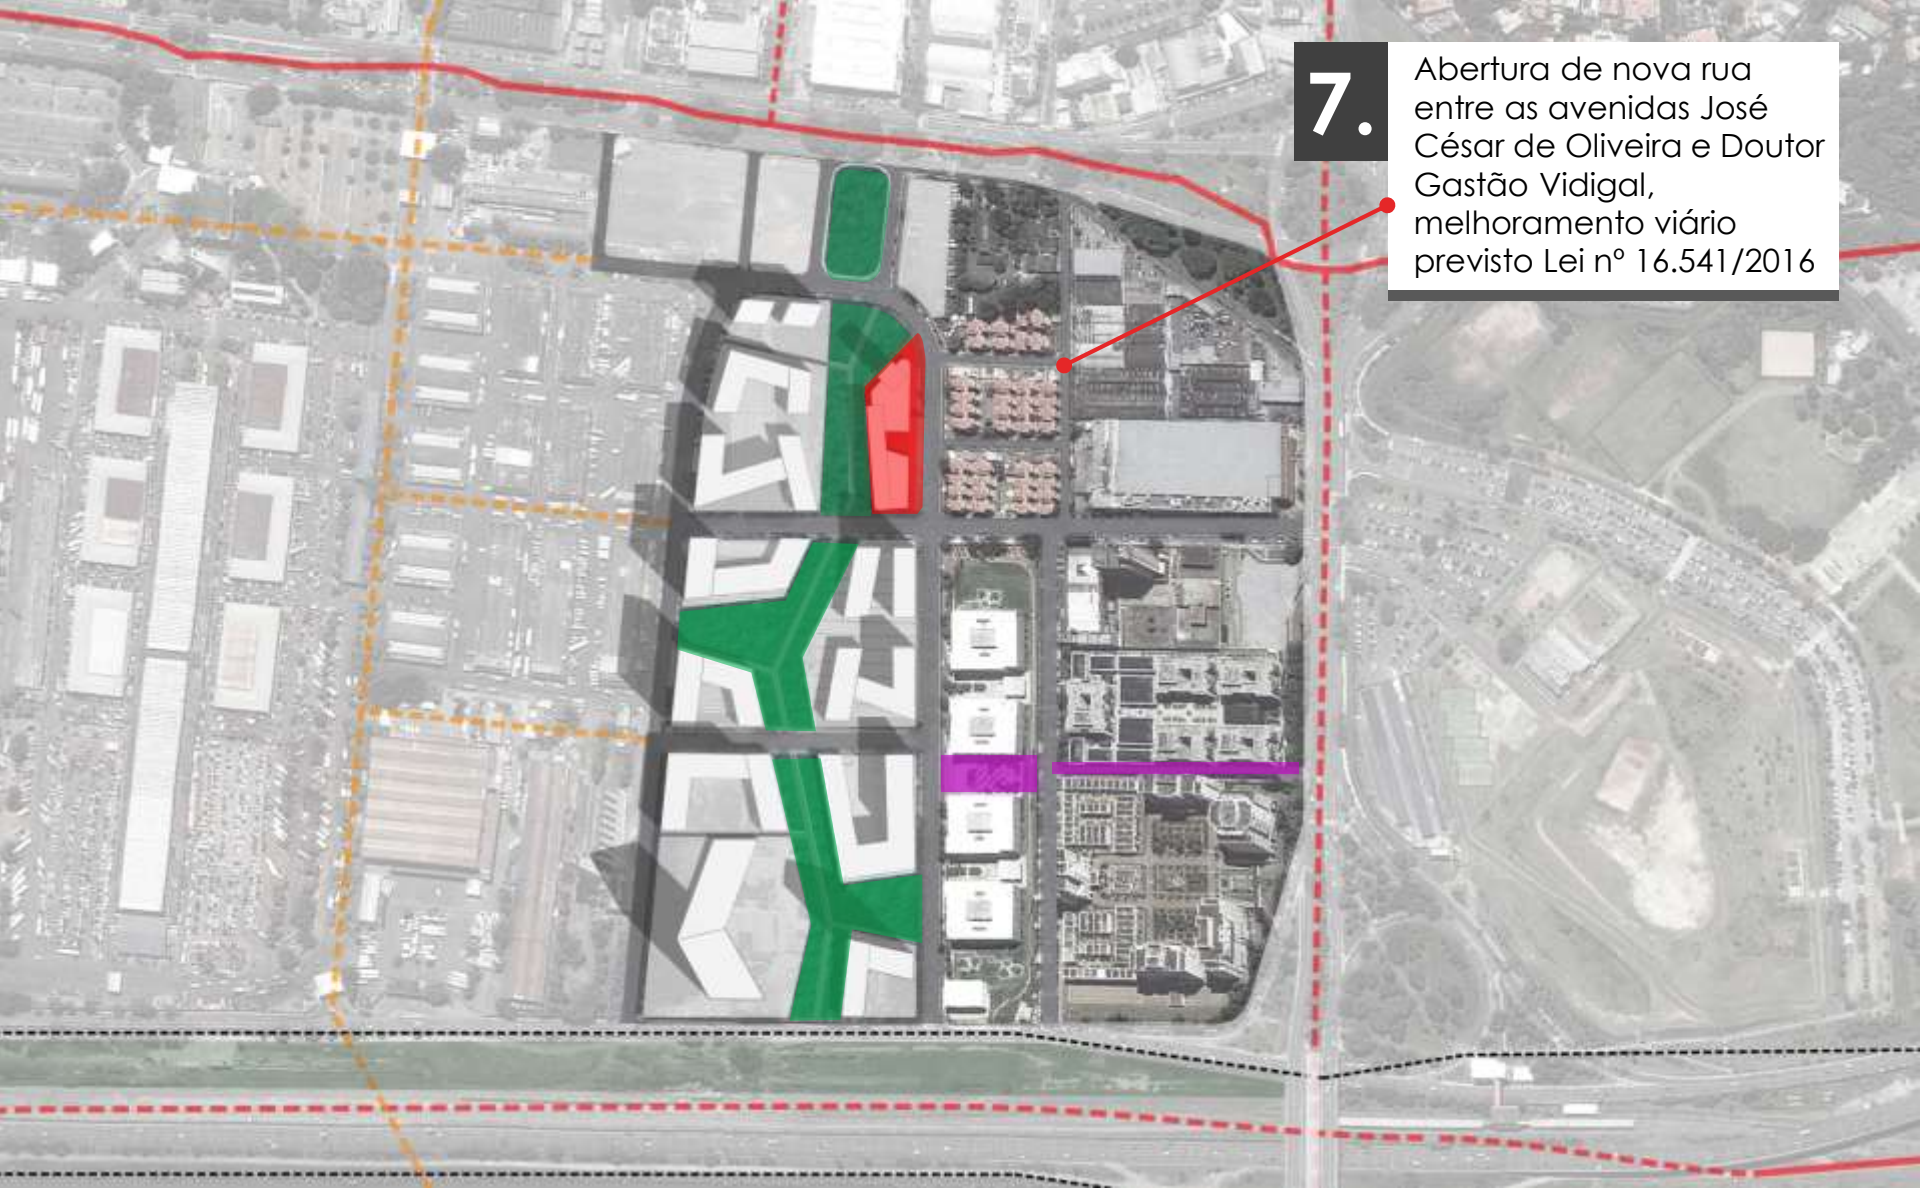 7.
Abertura de nova rua
entre as avenidas José
César de Oliveira e Doutor
Gastão Vidigal,
melhoramento viário
previsto Lei nº 16.541/2016